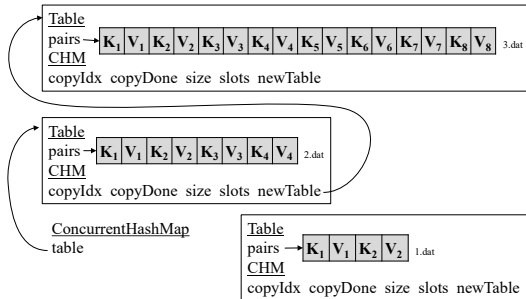 Table
pairs K1 V1 K2 V2 K3 V3 K4 V4 K5 V5 K6 V6 K7 V7 K8 V8 3.dat
CHM
copyIdx copyDone size slots newTable
Table
pairs K1 V1 K2 V2 K3 V3 K4 V4 2.dat
CHM
copyIdx copyDone size slots newTable
ConcurrentHashMap
table
Table
pairs K1 V1 K2 V2 1.dat
CHM
copyIdx copyDone size slots newTable